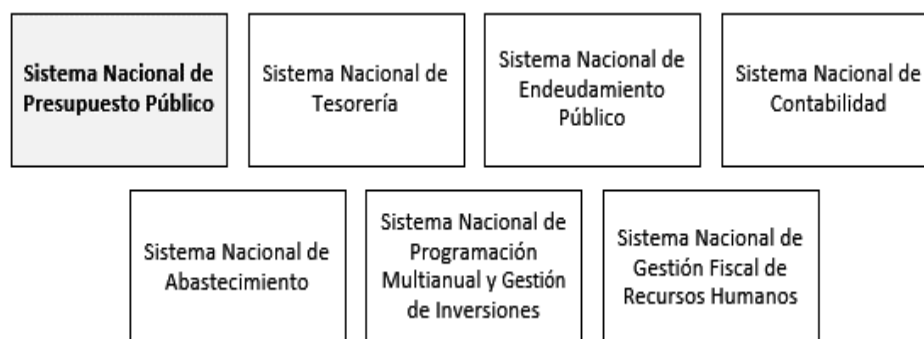 Sistema Nacional de
Presupuesto Público
Sistema Nacional de
Tesorería
Sistema Nacional de
Endeudamiento
Público
Sistema Nacional de
Contabilidad
Sistema Nacional de
Abastecimiento
Sistema Nacional de
Programación
Multianual y Gestión
de Inversiones
Sistema Nacional de
Gestión Fiscal de
Recursos Humanos